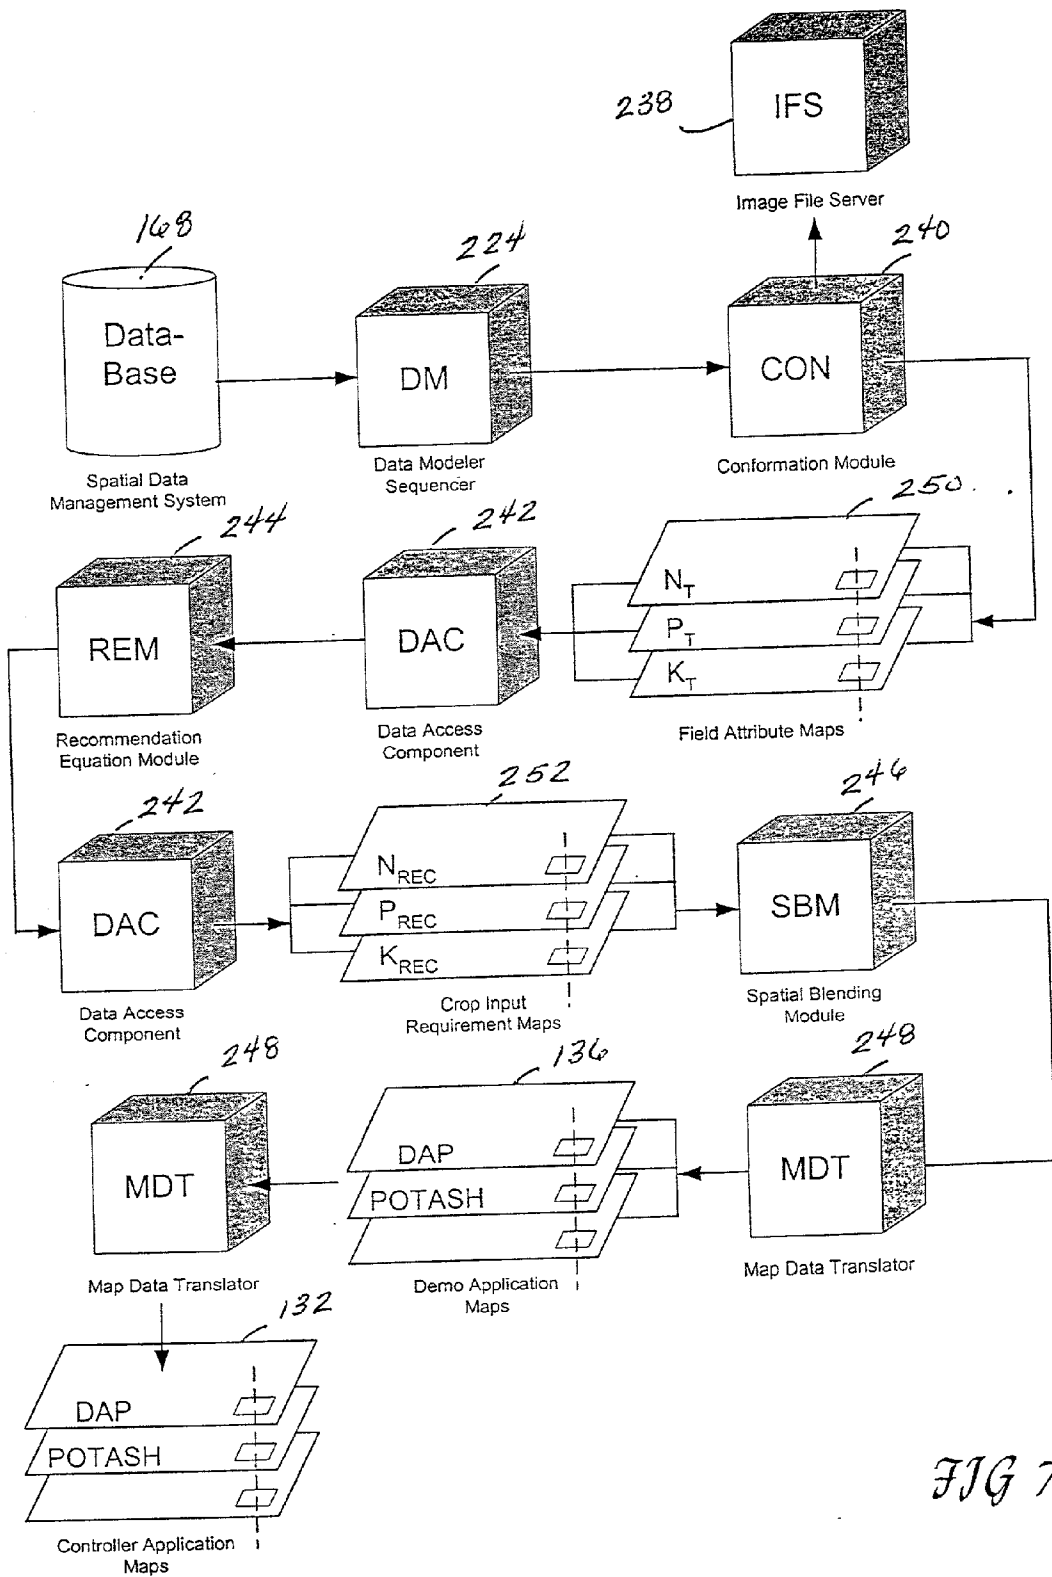 238
IFS
Image File Server
168
224
240
Data-
Base
DM
CON
Spatial Data
Management System
Data Modeler
Sequencer
Conformation Module
244
242
250
REM
DAC
N_T
P_T
K_T
Recommendation
Equation Module
Data Access
Component
Field Attribute Maps
242
252
246
DAC
N_REC
P_REC
K_REC
SBM
Data Access
Component
Crop Input
Requirement Maps
Spatial Blending
Module
248
136
248
MDT
DAP
POTASH
MDT
Map Data Translator
Demo Application
Maps
Map Data Translator
132
DAP
POTASH
Controller Application
Maps
FIG 7